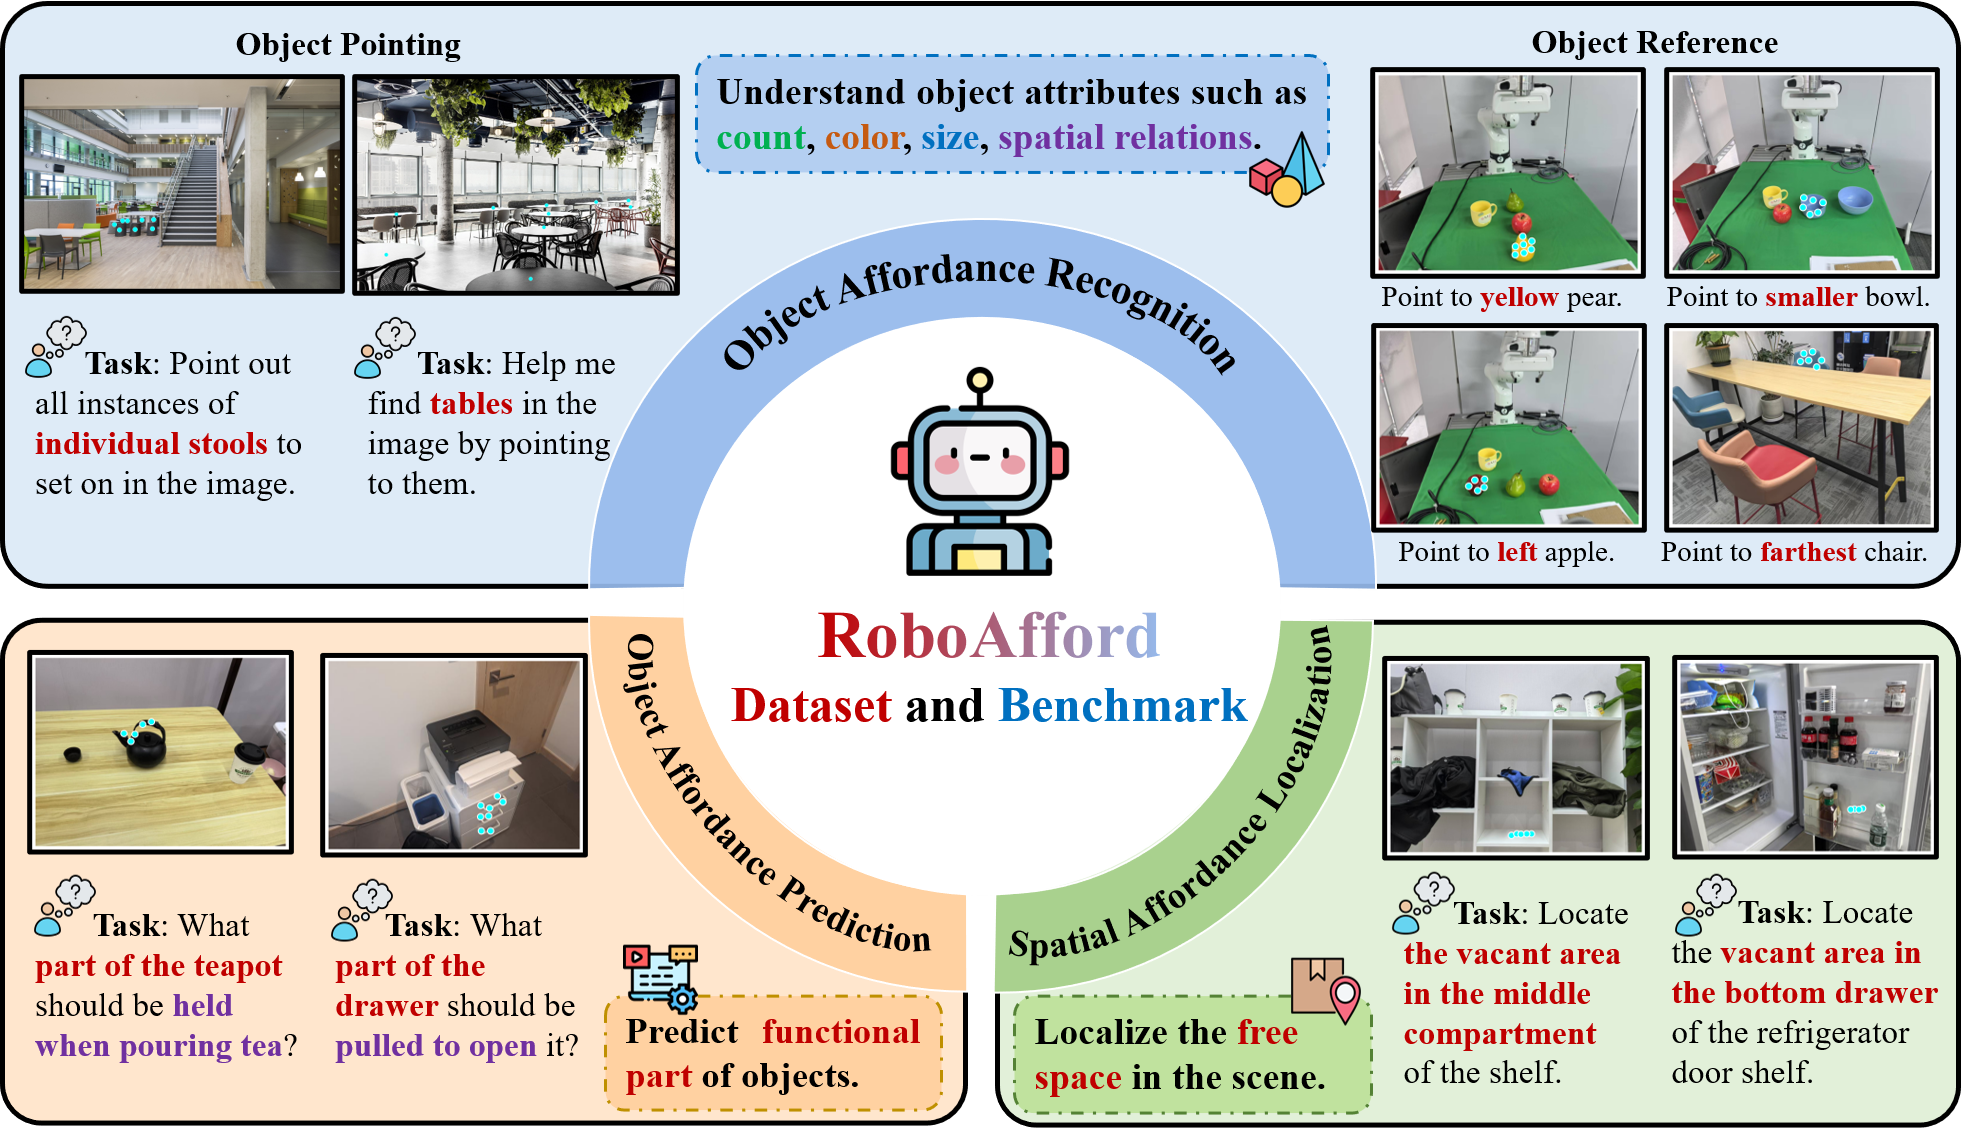 Object Pointing
Understand object attributes such as
count, color, size, spatial relations.
Object Reference
Point to yellow pear.
Point to smaller bowl.
Point to left apple.
Point to farthest chair.
Task: Point out
all instances of
individual stools to
set on in the image.
Task: Help me
find tables in the
image by pointing
to them.
Object Affordance Recognition
RoboAfford
Dataset and Benchmark
Object Affordance Prediction
Spatial Affordance Localization
Task: What
part of the teapot
should be held
when pouring tea?
Task: What
part of the
drawer should be
pulled to open it?
Predict functional
part of objects.
Localize the free
space in the scene.
Task: Locate
the vacant area
in the middle
compartment
of the shelf.
Task: Locate
the vacant area in
the bottom drawer
of the refrigerator
door shelf.